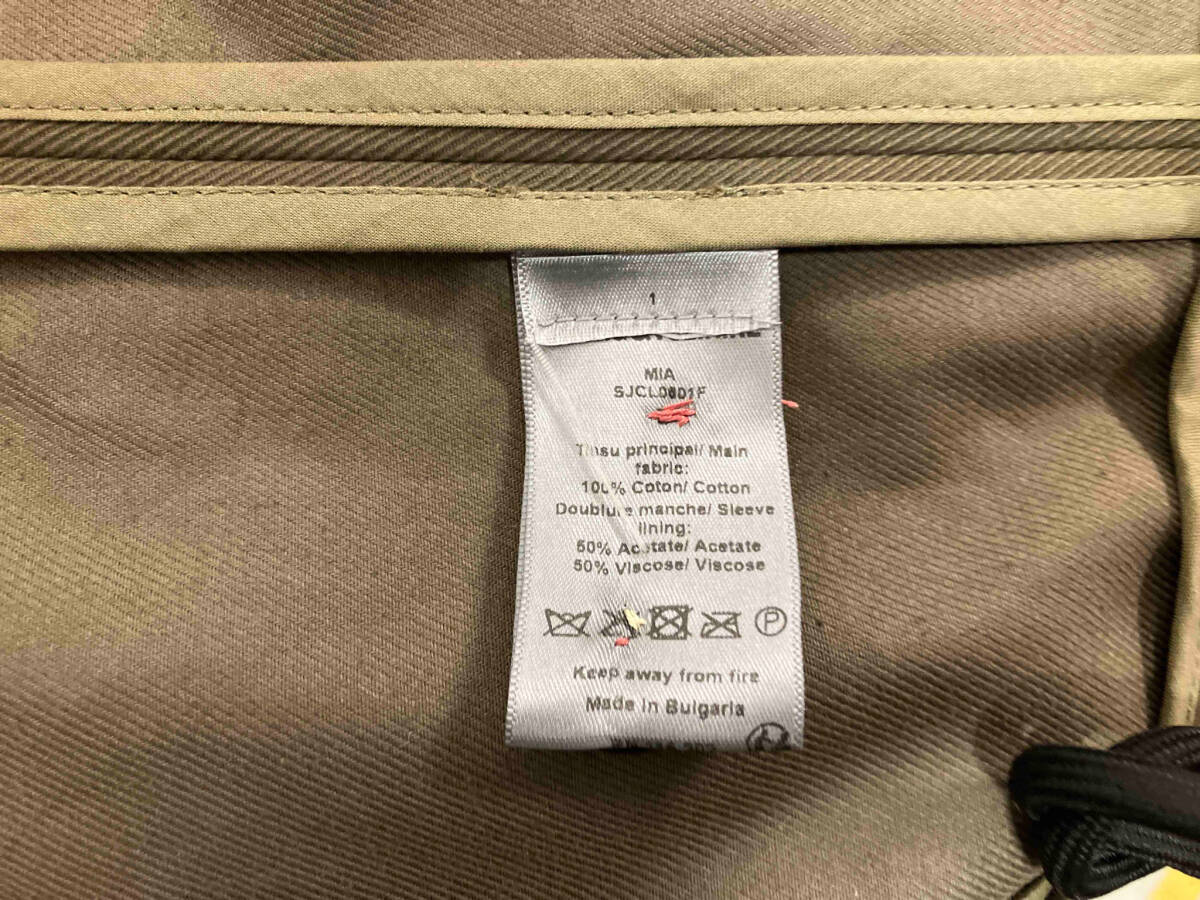 1
MIA
SJCL0601F
Tissu principal/ Main
fabric:
100% Coton/ Cotton
Doublure manche/ Sleeve
lining:
50% Acetate/ Acetate
50% Viscose/ Viscose
P
Keep away from fire
Made in Bulgaria